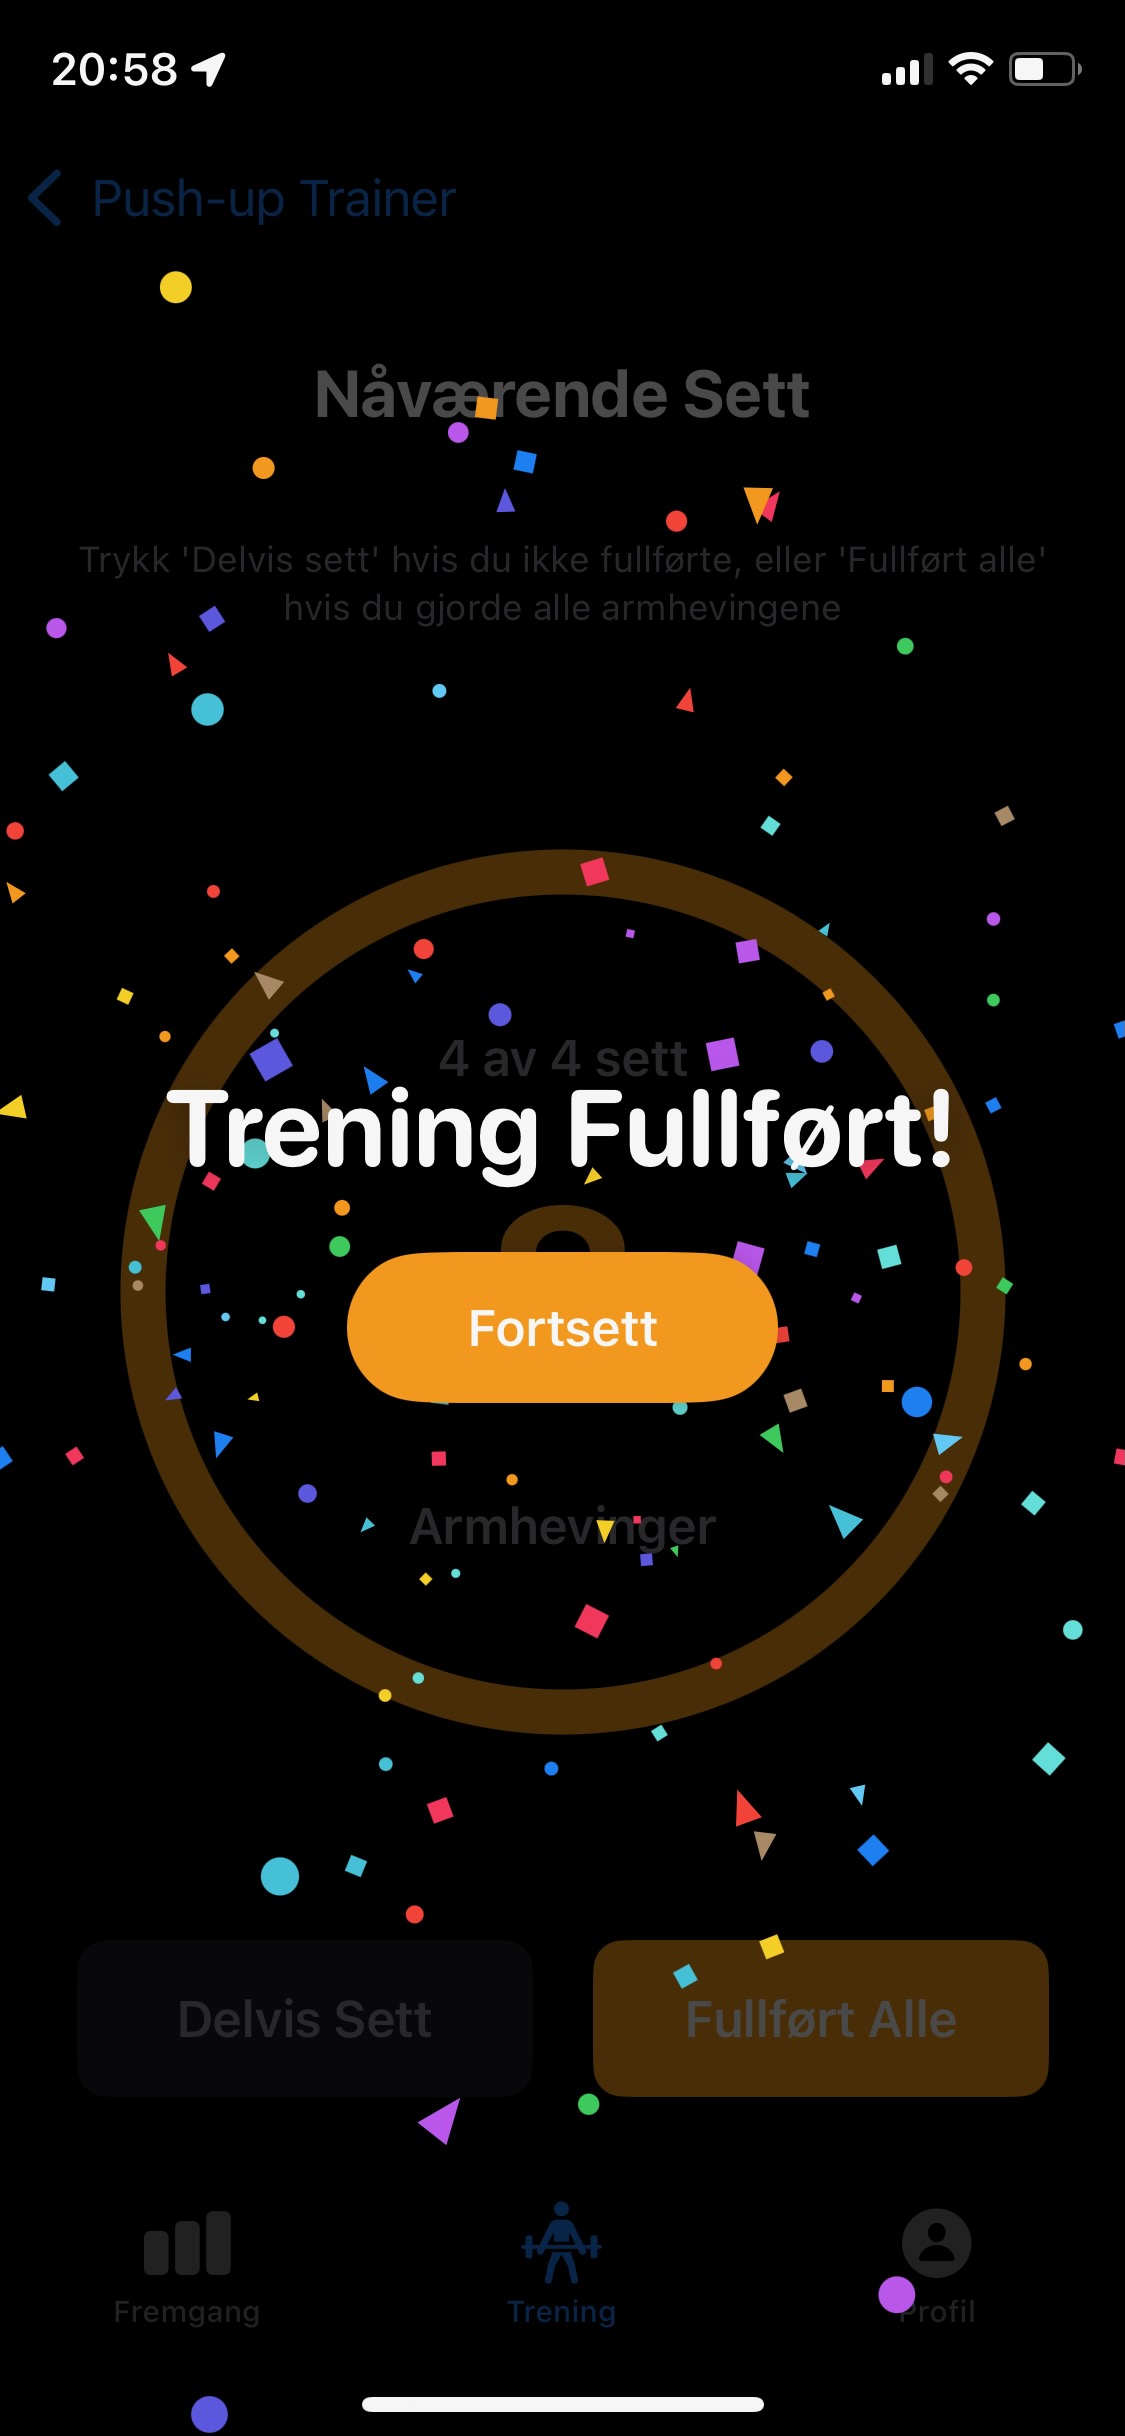 20:58
Push-up Trainer
Nåværende Sett
Trykk 'Delvis sett' hvis du ikke fullførte, eller 'Fullført alle'
hvis du gjorde alle armhevingene
4 av 4 sett
Trening Fullført!
Fortsett
Armhevinger
Delvis Sett
Fullført Alle
Fremgang
Trening
Profil